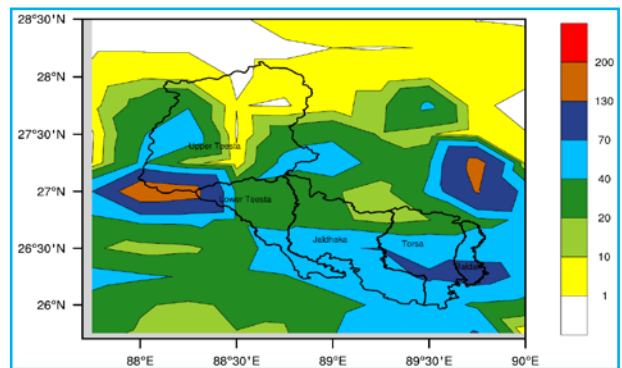 28°30'N
28°N
27°30'N
27°N
26°30'N
26°N
Upper Teesta
Lower Teesta
Jaldhaka
Torsa
Raidak
88°E
88°30'E
89°E
89°30'E
90°E
200
130
70
40
20
10
1